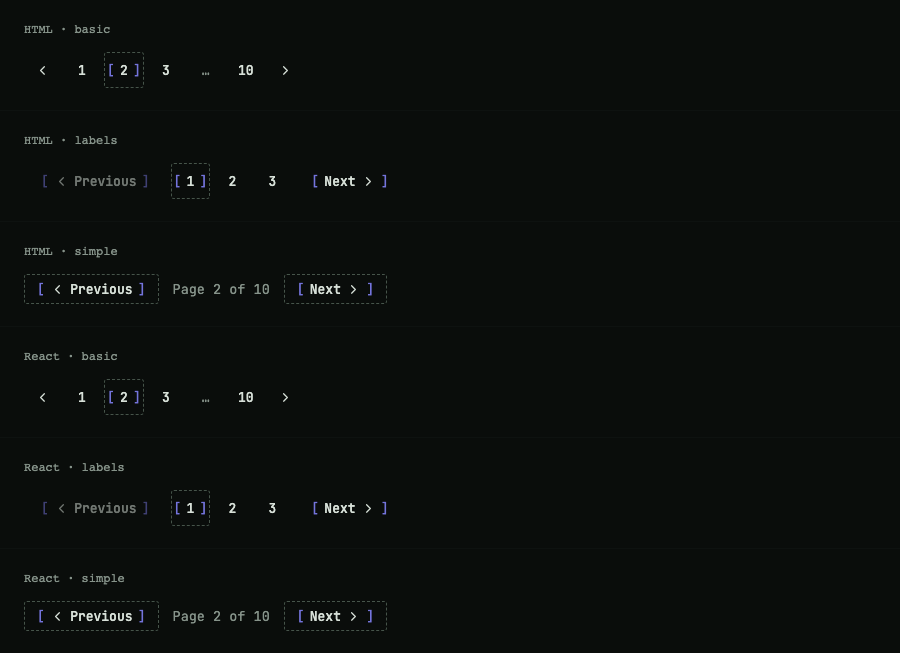 HTML · basic
< 1 [ 2 ] 3 … 10 >
HTML · labels
[ < Previous ] [ 1 ] 2 3 [ Next > ]
HTML · simple
[ < Previous ] Page 2 of 10 [ Next > ]
React · basic
< 1 [ 2 ] 3 … 10 >
React · labels
[ < Previous ] [ 1 ] 2 3 [ Next > ]
React · simple
[ < Previous ] Page 2 of 10 [ Next > ]